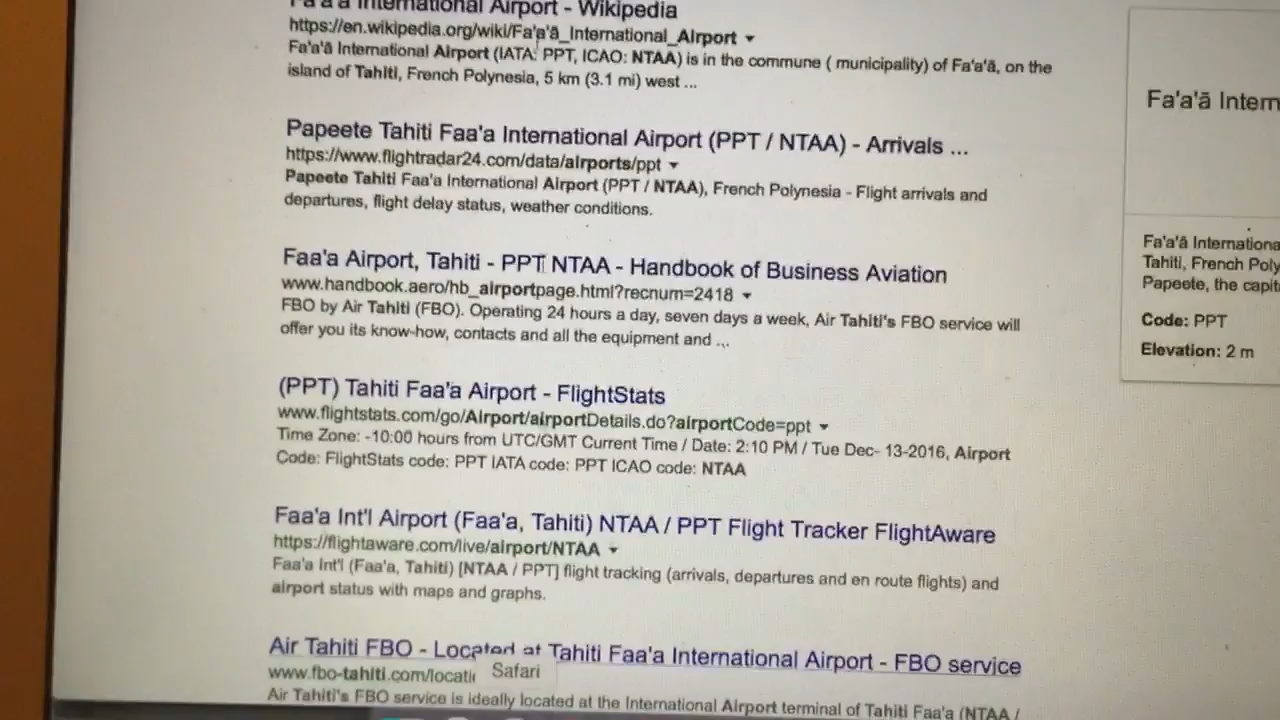 Fa'a'ā International Airport - Wikipedia
https://en.wikipedia.org/wiki/Fa'a'ā_International_Airport
Fa'a'ā International Airport (IATA: PPT, ICAO: NTAA) is in the commune ( municipality) of Fa'a'ā, on the
island of Tahiti, French Polynesia, 5 km (3.1 mi) west ...
Papeete Tahiti Faa'a International Airport (PPT / NTAA) - Arrivals ...
https://www.flightradar24.com/data/airports/ppt
Papeete Tahiti Faa'a International Airport (PPT / NTAA), French Polynesia - Flight arrivals and
departures, flight delay status, weather conditions.
Faa'a Airport, Tahiti - PPT NTAA - Handbook of Business Aviation
www.handbook.aero/hb_airportpage.html?recnum=2418
FBO by Air Tahiti (FBO). Operating 24 hours a day, seven days a week, Air Tahiti's FBO service will
offer you its know-how, contacts and all the equipment and ...
(PPT) Tahiti Faa'a Airport - FlightStats
www.flightstats.com/go/Airport/airportDetails.do?airportCode=ppt
Time Zone: -10:00 hours from UTC/GMT Current Time / Date: 2:10 PM / Tue Dec- 13-2016, Airport
Code: FlightStats code: PPT IATA code: PPT ICAO code: NTAA
Faa'a Int'l Airport (Faa'a, Tahiti) NTAA / PPT Flight Tracker FlightAware
https://flightaware.com/live/airport/NTAA
Faa'a Int'l (Faa'a, Tahiti) [NTAA / PPT] flight tracking (arrivals, departures and en route flights) and
airport status with maps and graphs.
Air Tahiti FBO - Located at Tahiti Faa'a International Airport - FBO service
www.fbo-tahiti.com/locati
Safari
Air Tahiti's FBO service is ideally located at the International Airport terminal of Tahiti Faa'a (NTAA /
Fa'a'ā Intern
Fa'a'ā Internationa
Tahiti, French Poly
Papeete, the capit
Code: PPT
Elevation: 2 m